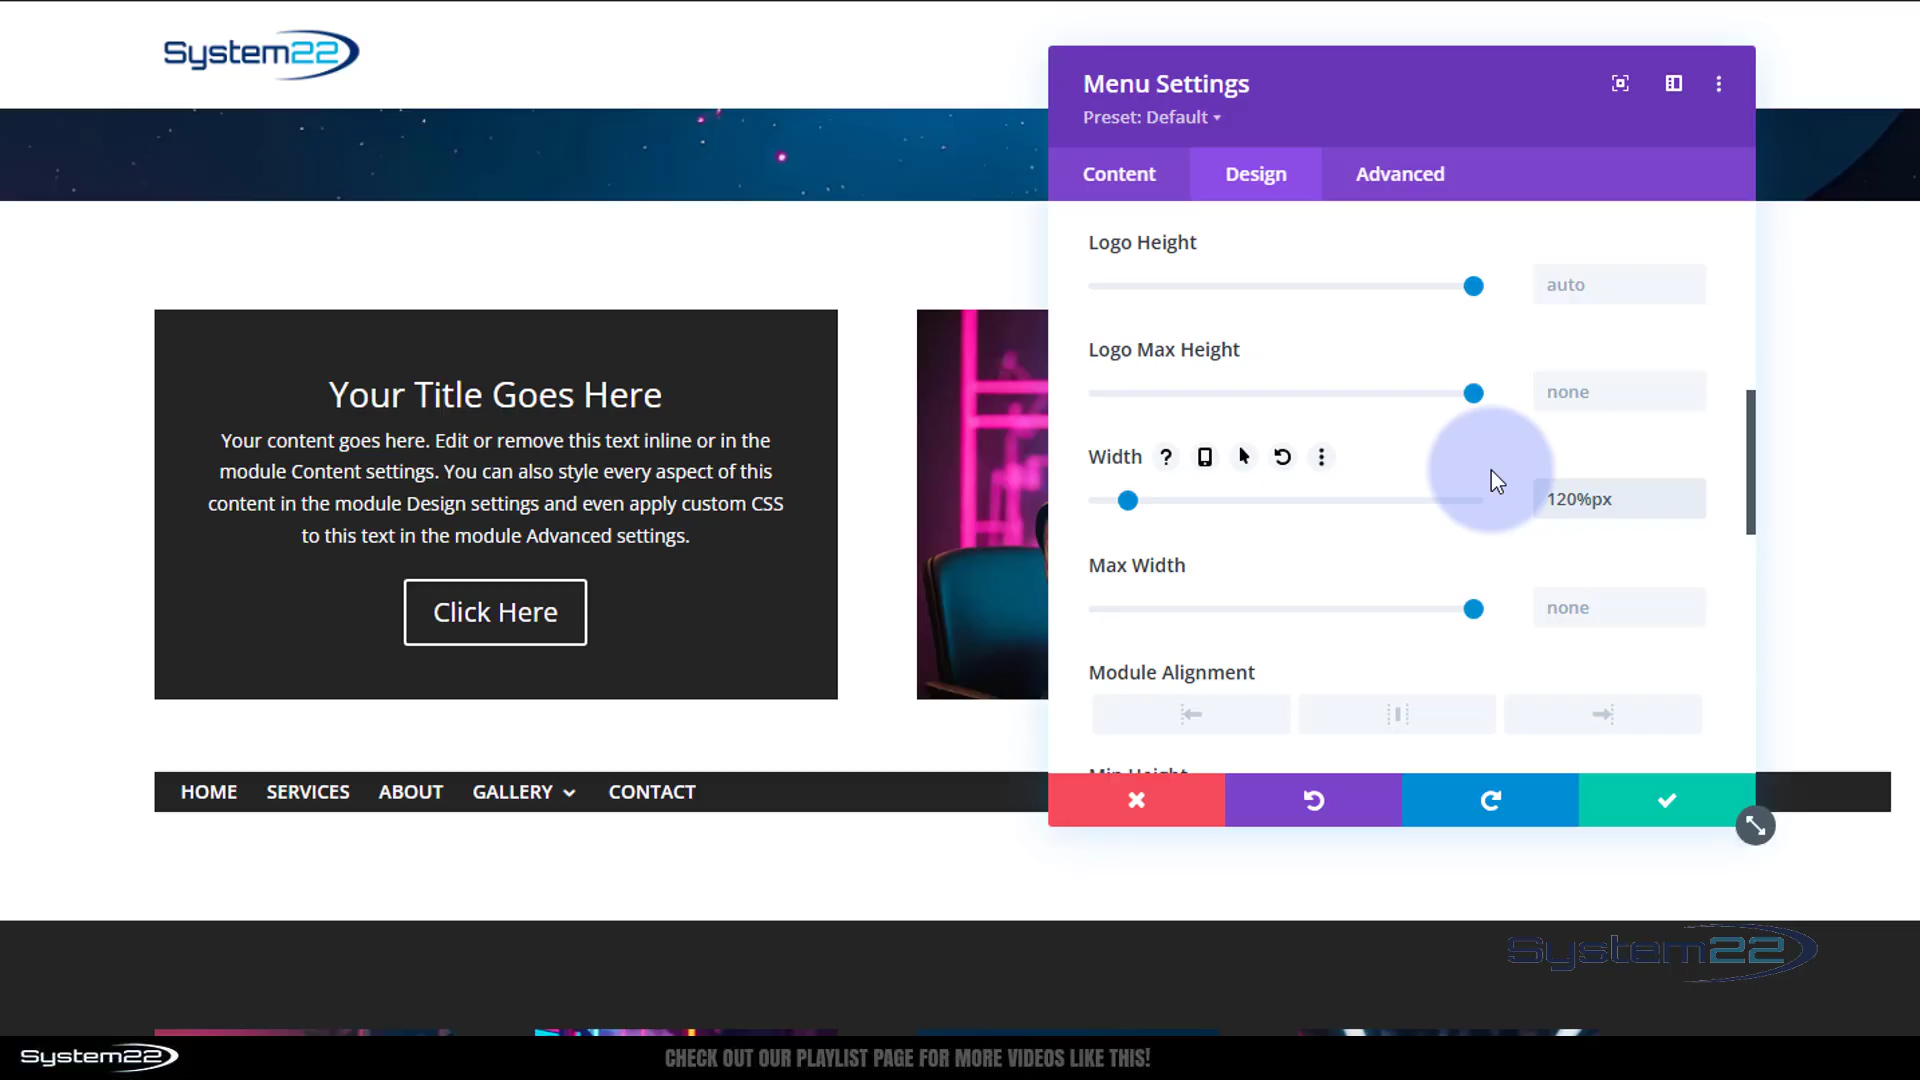 System22
Menu Settings
Preset: Default
Content
Design
Advanced
Logo Height
auto
Logo Max Height
none
Width
?
120%px
Max Width
none
Module Alignment
Min Height
Your Title Goes Here
Your content goes here. Edit or remove this text inline or in the
module Content settings. You can also style every aspect of this
content in the module Design settings and even apply custom CSS
to this text in the module Advanced settings.
Click Here
HOME SERVICES ABOUT GALLERY CONTACT
System22
System22
CHECK OUT OUR PLAYLIST PAGE FOR MORE VIDEOS LIKE THIS!